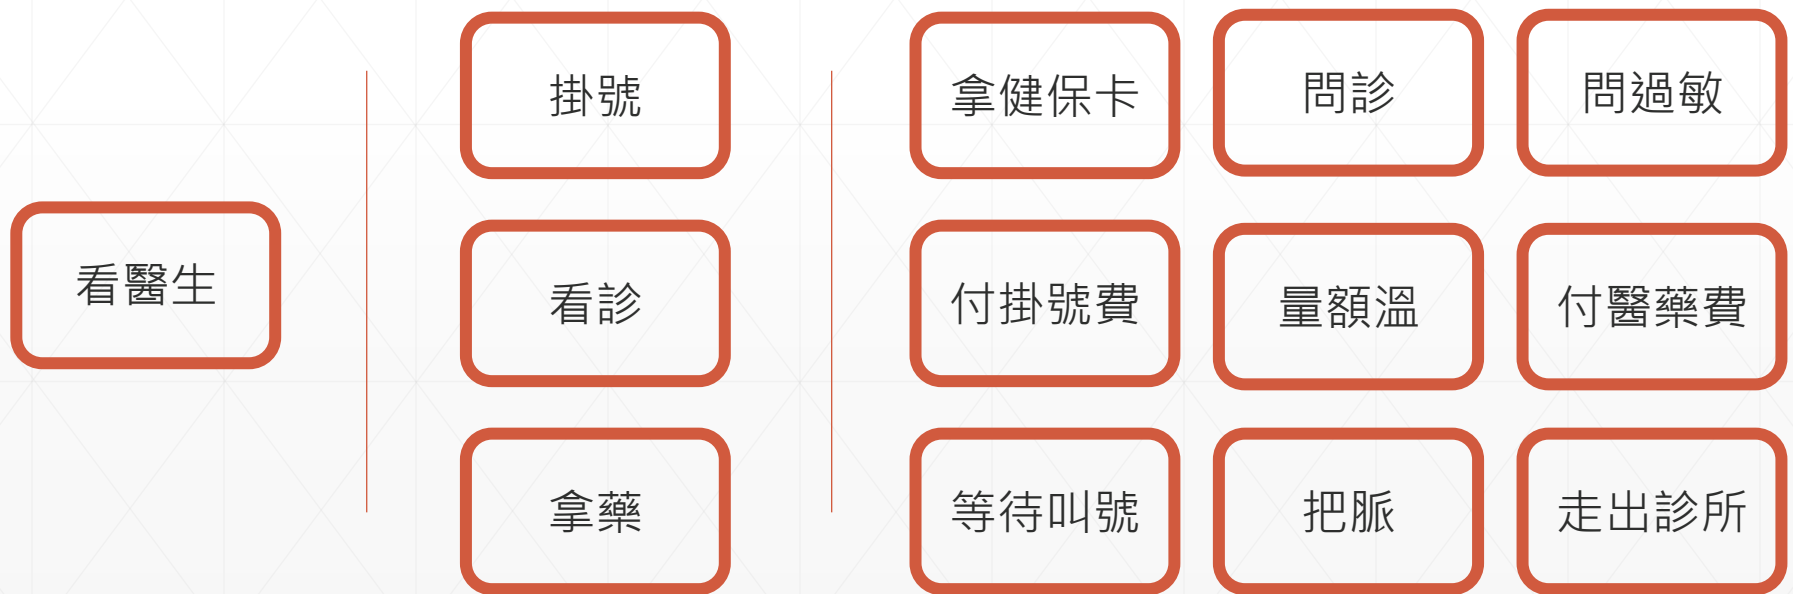 看醫生
掛號
看診
拿藥
拿健保卡
問診
問過敏
付掛號費
量額溫
付醫藥費
等待叫號
把脈
走出診所